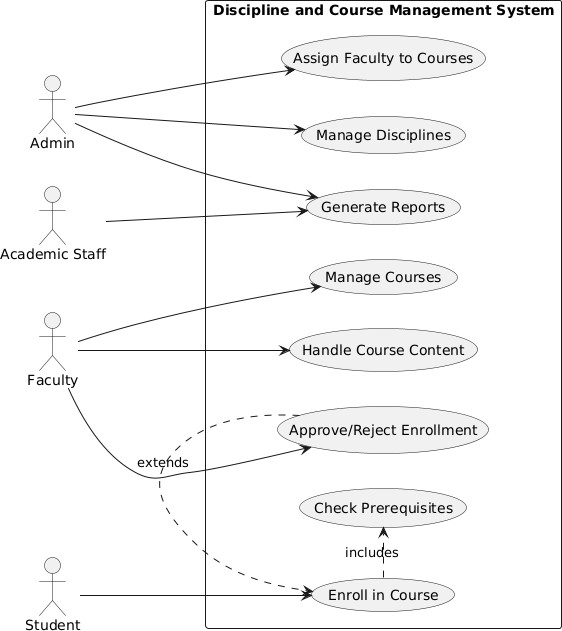 Discipline and Course Management System
Assign Faculty to Courses
Admin
Manage Disciplines
Generate Reports
Academic Staff
Manage Courses
Handle Course Content
Faculty
Approve/Reject Enrollment
extends
Check Prerequisites
includes
Enroll in Course
Student